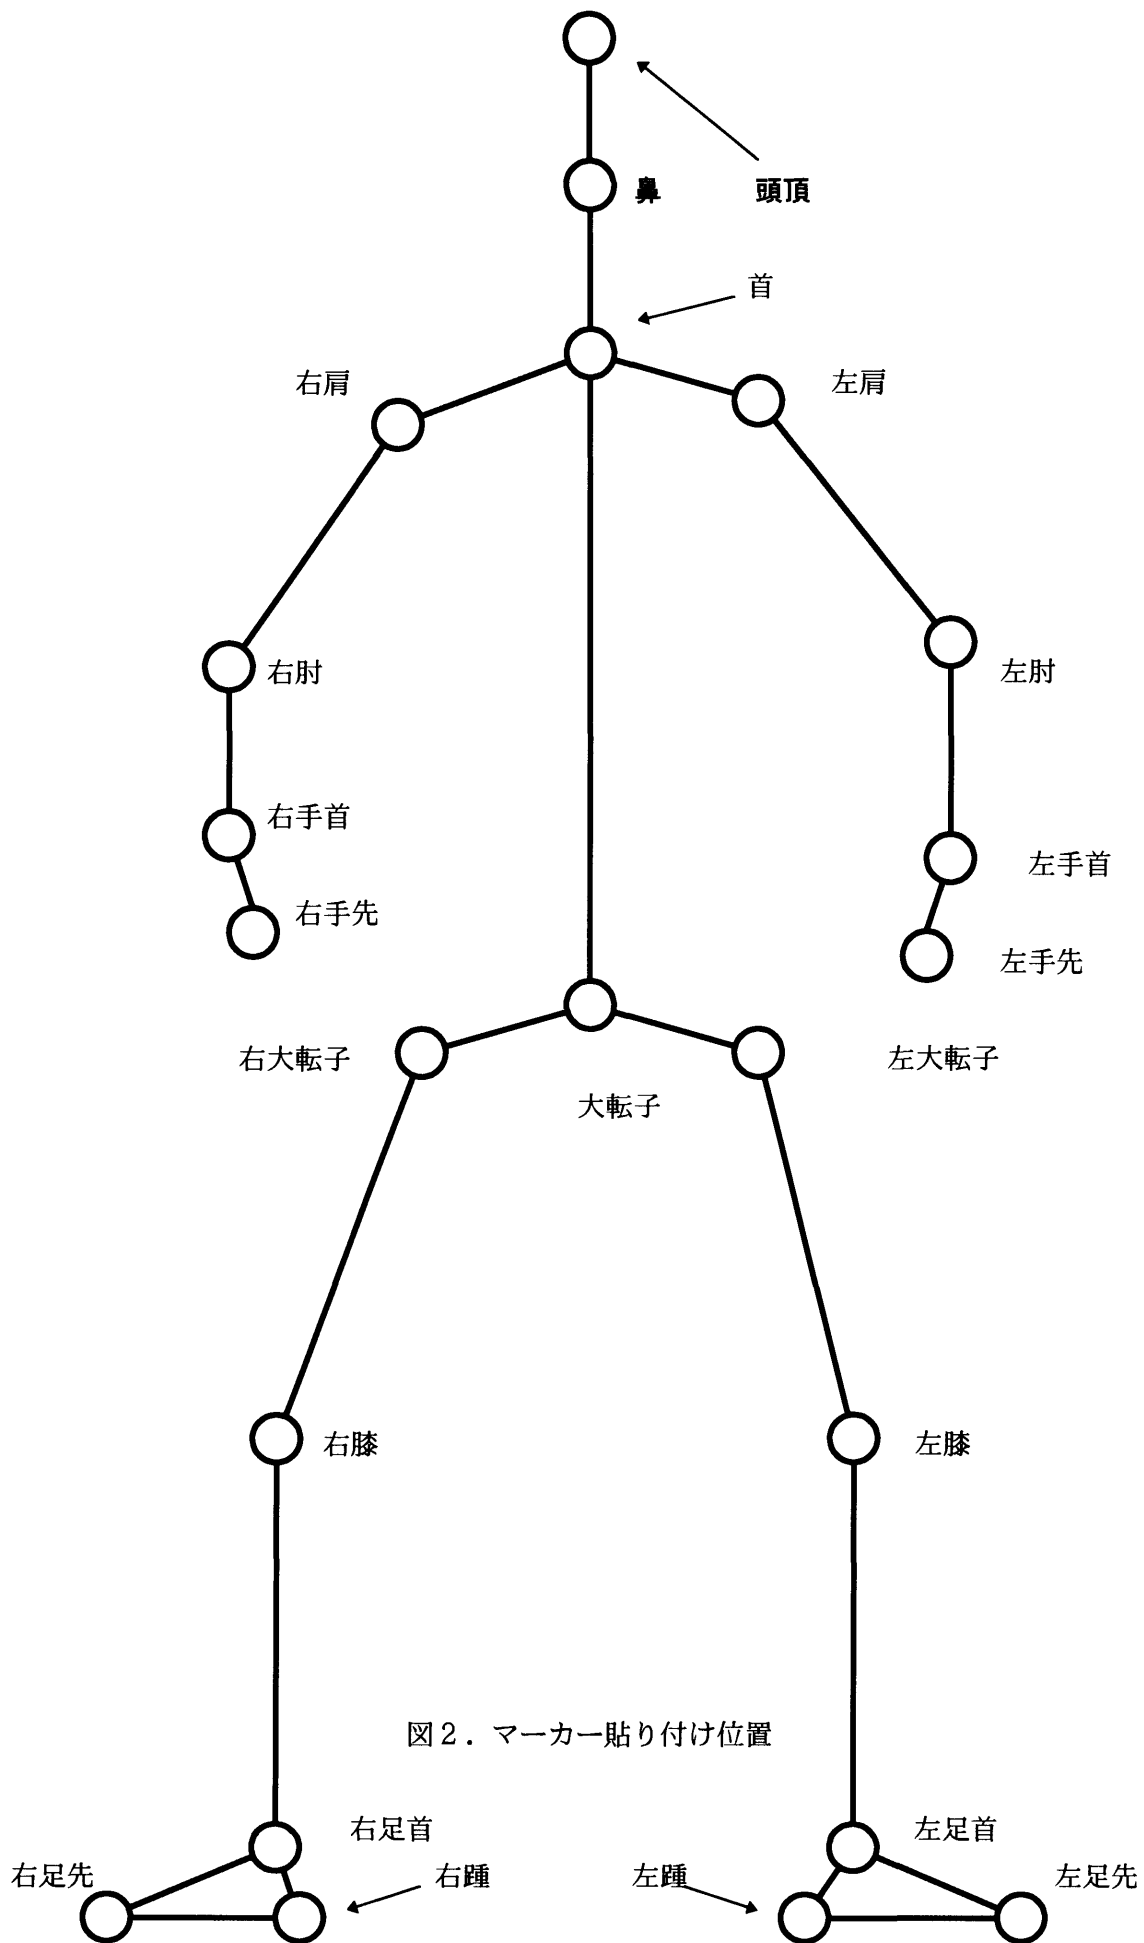 鼻
頭頂
首
右肩
左肩
右肘
左肘
右手首
左手首
右手先
左手先
右大転子
左大転子
大転子
右膝
左膝
図2．マーカー貼り付け位置
右足首
左足首
右足先
右踵
左踵
左足先